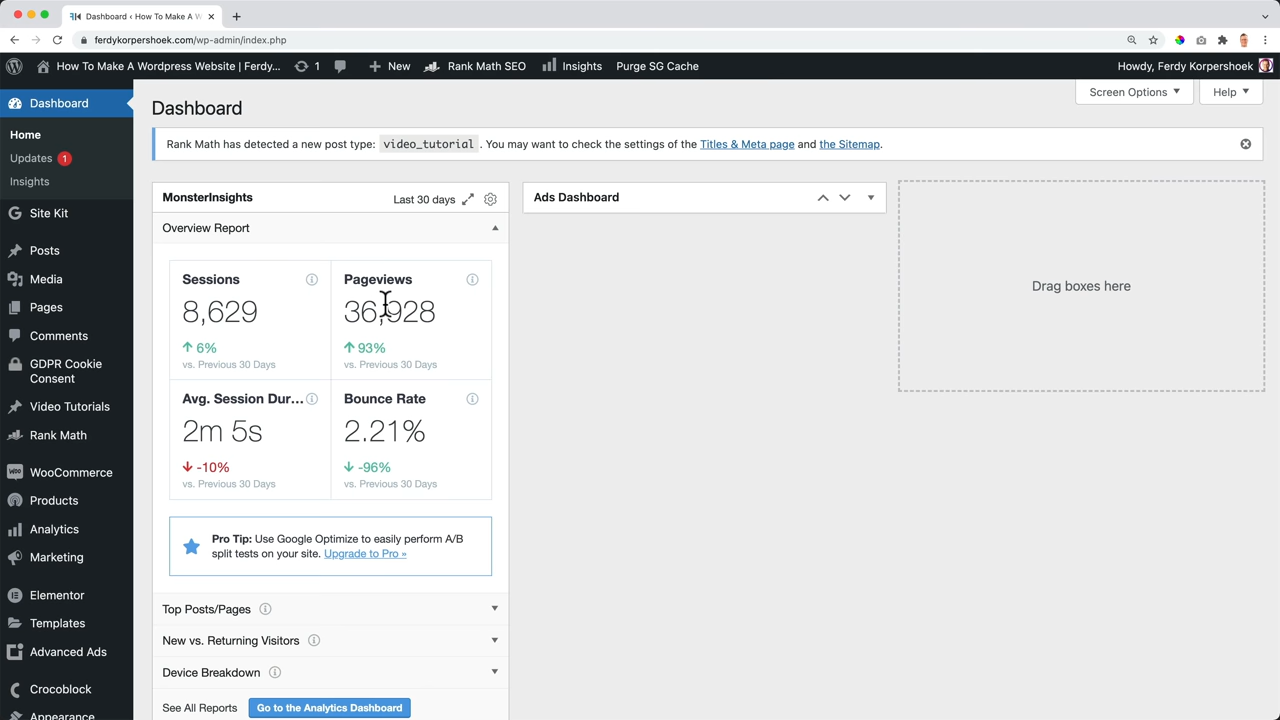 Dashboard ‹ How To Make A W
ferdykorpershoek.com/wp-admin/index.php
How To Make A Wordpress Website | Ferdy... 1 New Rank Math SEO Insights Purge SG Cache Howdy, Ferdy Korpershoek
Screen Options Help
Dashboard
Home
Updates 1
Insights
Site Kit
Posts
Media
Pages
Comments
GDPR Cookie
Consent
Video Tutorials
Rank Math
WooCommerce
Products
Analytics
Marketing
Elementor
Templates
Advanced Ads
Crocoblock
Appearance
Dashboard
Rank Math has detected a new post type: video_tutorial . You may want to check the settings of the Titles & Meta page and the Sitemap.
MonsterInsights Last 30 days
Overview Report
Sessions
8,629
6%
vs. Previous 30 Days
Pageviews
36,928
93%
vs. Previous 30 Days
Avg. Session Dur...
2m 5s
-10%
vs. Previous 30 Days
Bounce Rate
2.21%
-96%
vs. Previous 30 Days
Pro Tip: Use Google Optimize to easily perform A/B
split tests on your site. Upgrade to Pro »
Top Posts/Pages
New vs. Returning Visitors
Device Breakdown
See All Reports Go to the Analytics Dashboard
Ads Dashboard
Drag boxes here